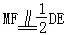 MF ⫽ 1/2 DE